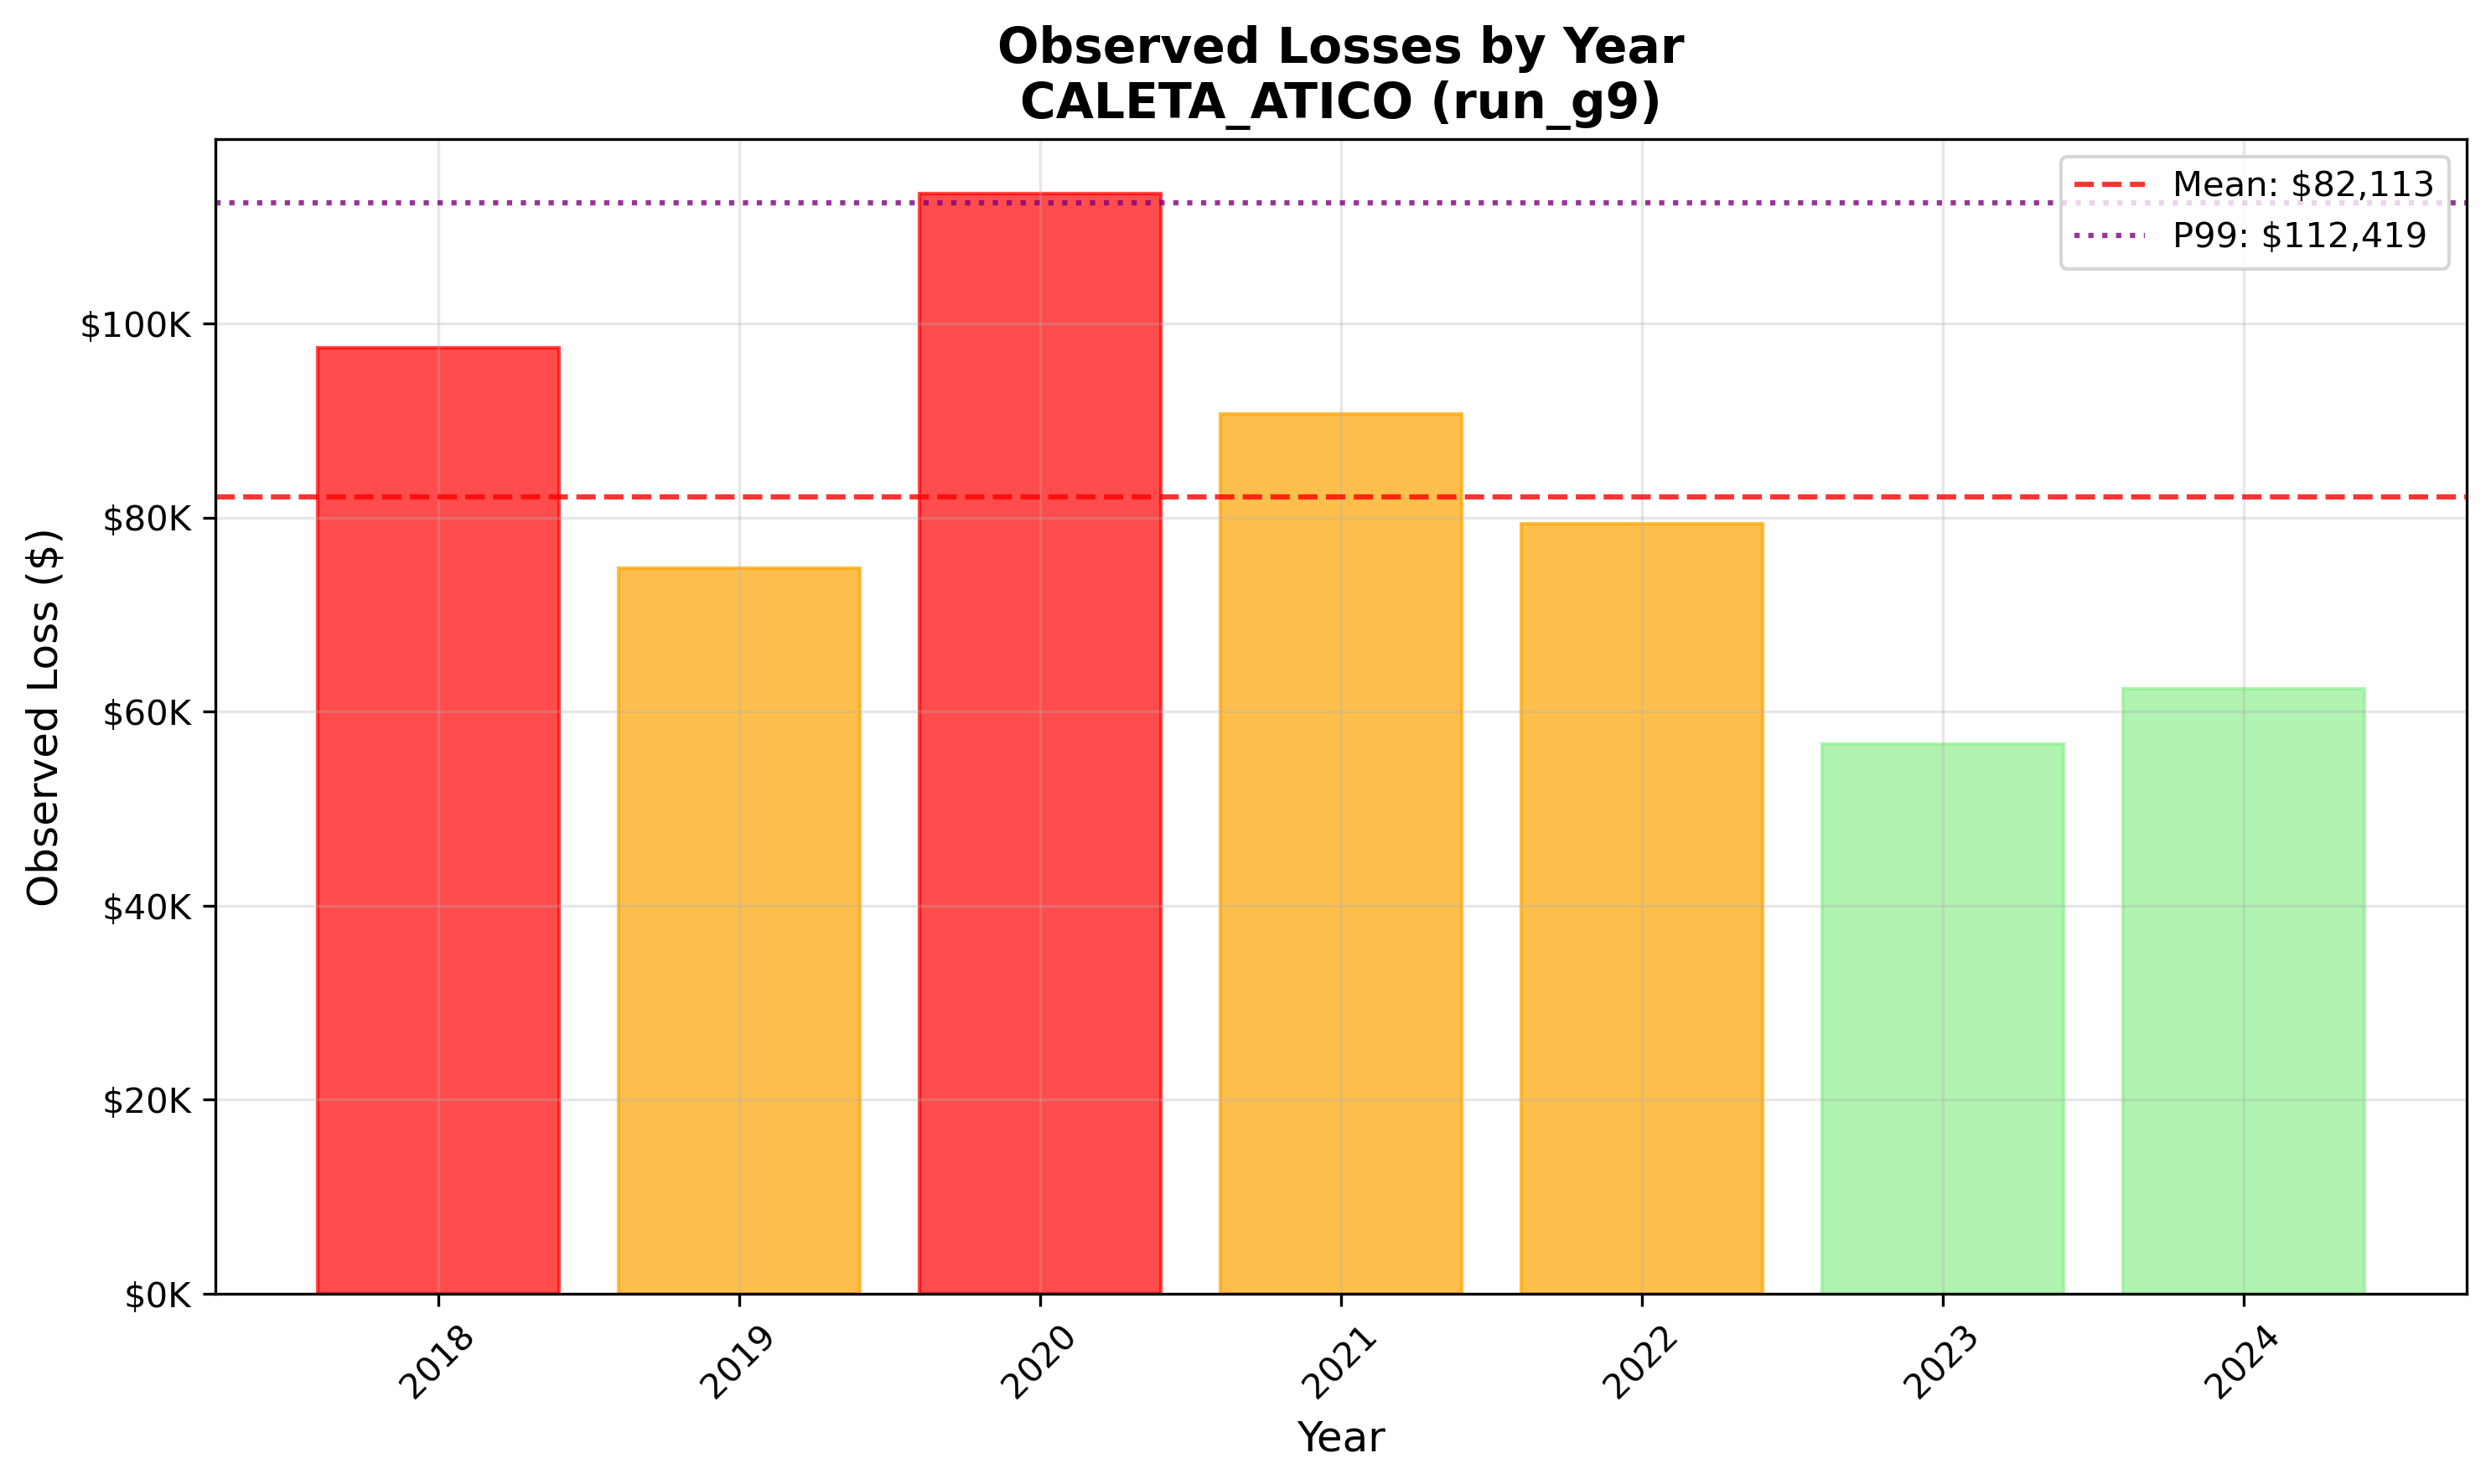 Observed Losses by Year
CALETA_ATICO (run_g9)
Mean: $82,113
P99: $112,419
Observed Loss ($)
$100K
$80K
$60K
$40K
$20K
$0K
2018
2019
2020
2021
2022
2023
2024
Year